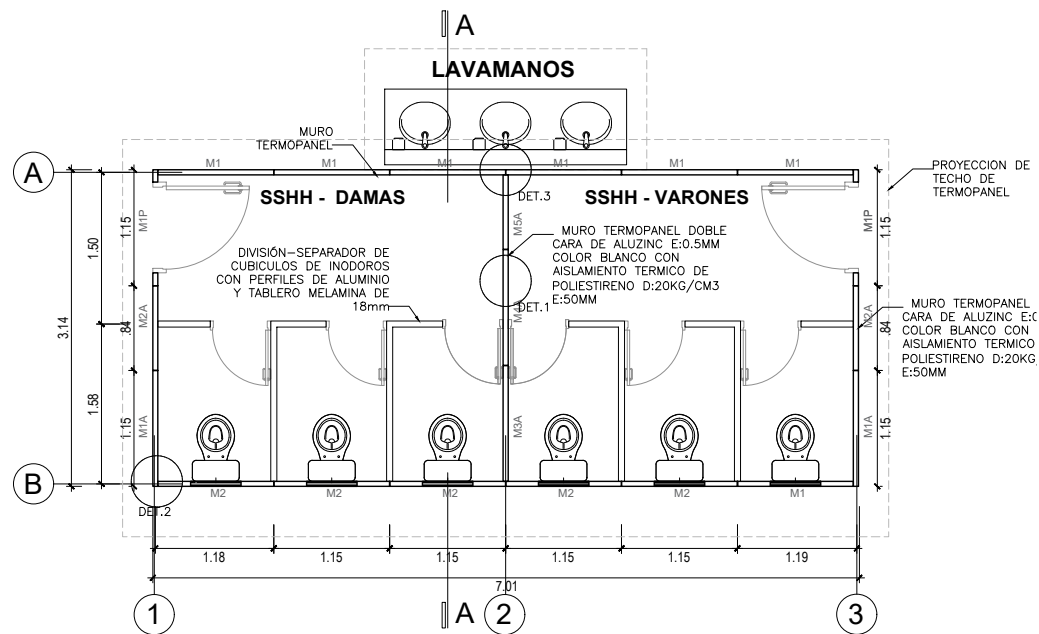 A
LAVAMANOS
MURO
TERMOPANEL
M1
M1
M1
M1
M1
M1
A
PROYECCION DE
TECHO DE
TERMOPANEL
SSHH - DAMAS
SSHH - VARONES
DET.3
M1P
M5A
M1P
1.15
1.50
1.15
MURO TERMOPANEL DOBLE
CARA DE ALUZINC E:0.5MM
COLOR BLANCO CON
AISLAMIENTO TERMICO DE
POLIESTIRENO D:20KG/CM3
E:50MM
DIVISIÓN-SEPARADOR DE
CUBICULOS DE INODOROS
CON PERFILES DE ALUMINIO
Y TABLERO MELAMINA DE
18mm
DET.1
MURO TERMOPANEL
CARA DE ALUZINC E:0
COLOR BLANCO CON
AISLAMIENTO TERMICO
POLIESTIRENO D:20KG/
E:50MM
3.14
.84
M2A
M2A
.84
1.58
1.15
M1A
M3A
M1A
1.15
B
M2
M2
M2
M2
M2
M1
DET.2
1.18
1.15
1.15
1.15
1.15
1.19
7.01
1
A
2
3